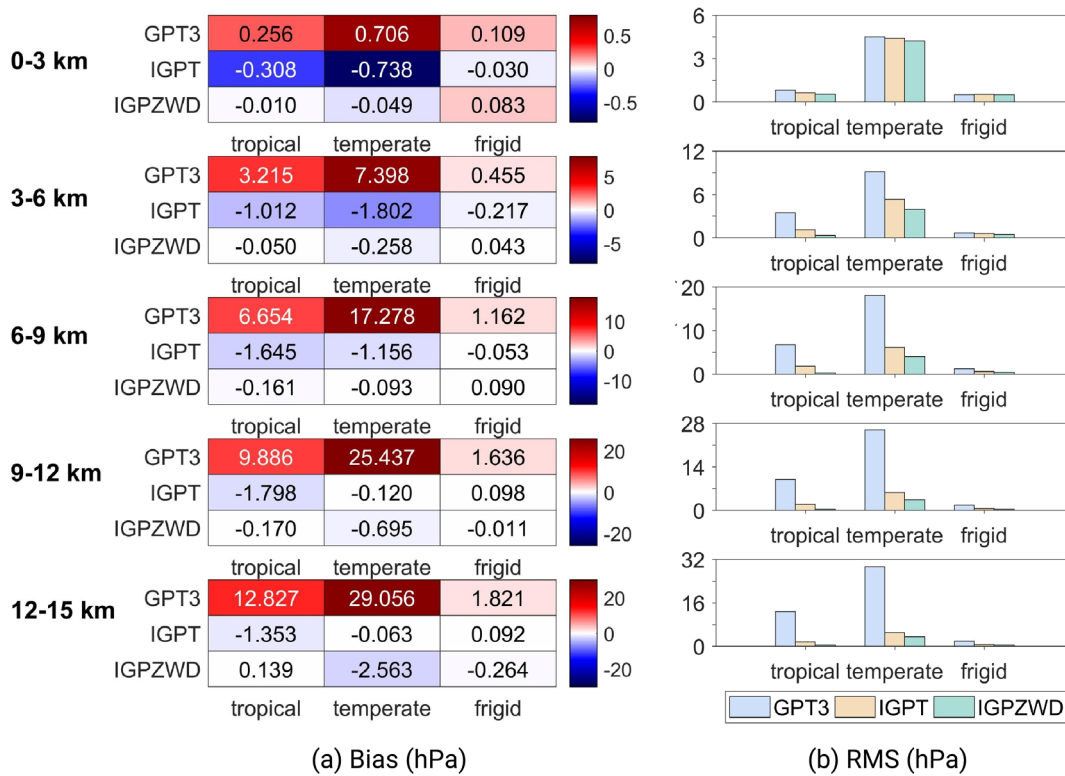 0-3 km
GPT3 0.256 0.706 0.109
IGPT -0.308 -0.738 -0.030
IGPZWD -0.010 -0.049 0.083
tropical temperate frigid
0.5
0
-0.5
6
3
0
tropical temperate frigid
3-6 km
GPT3 3.215 7.398 0.455
IGPT -1.012 -1.802 -0.217
IGPZWD -0.050 -0.258 0.043
tropical temperate frigid
5
0
-5
12
6
0
tropical temperate frigid
6-9 km
GPT3 6.654 17.278 1.162
IGPT -1.645 -1.156 -0.053
IGPZWD -0.161 -0.093 0.090
tropical temperate frigid
10
0
-10
20
10
0
tropical temperate frigid
9-12 km
GPT3 9.886 25.437 1.636
IGPT -1.798 -0.120 0.098
IGPZWD -0.170 -0.695 -0.011
tropical temperate frigid
20
0
-20
28
14
0
tropical temperate frigid
12-15 km
GPT3 12.827 29.056 1.821
IGPT -1.353 -0.063 0.092
IGPZWD 0.139 -2.563 -0.264
tropical temperate frigid
20
0
-20
32
16
0
tropical temperate frigid
GPT3 IGPT IGPZWD
(a) Bias (hPa)
(b) RMS (hPa)